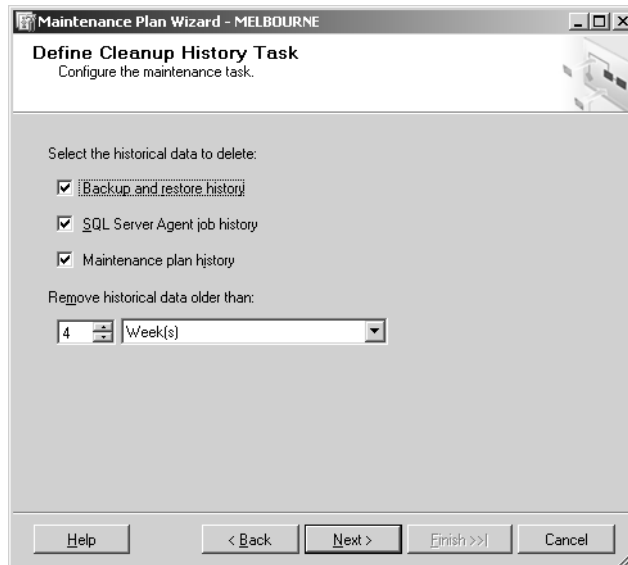 Maintenance Plan Wizard - MELBOURNE
Define Cleanup History Task
Configure the maintenance task.
Select the historical data to delete:
Backup and restore history
SQL Server Agent job history
Maintenance plan history
Remove historical data older than:
4 Week(s)
Help < Back Next > Finish >>| Cancel